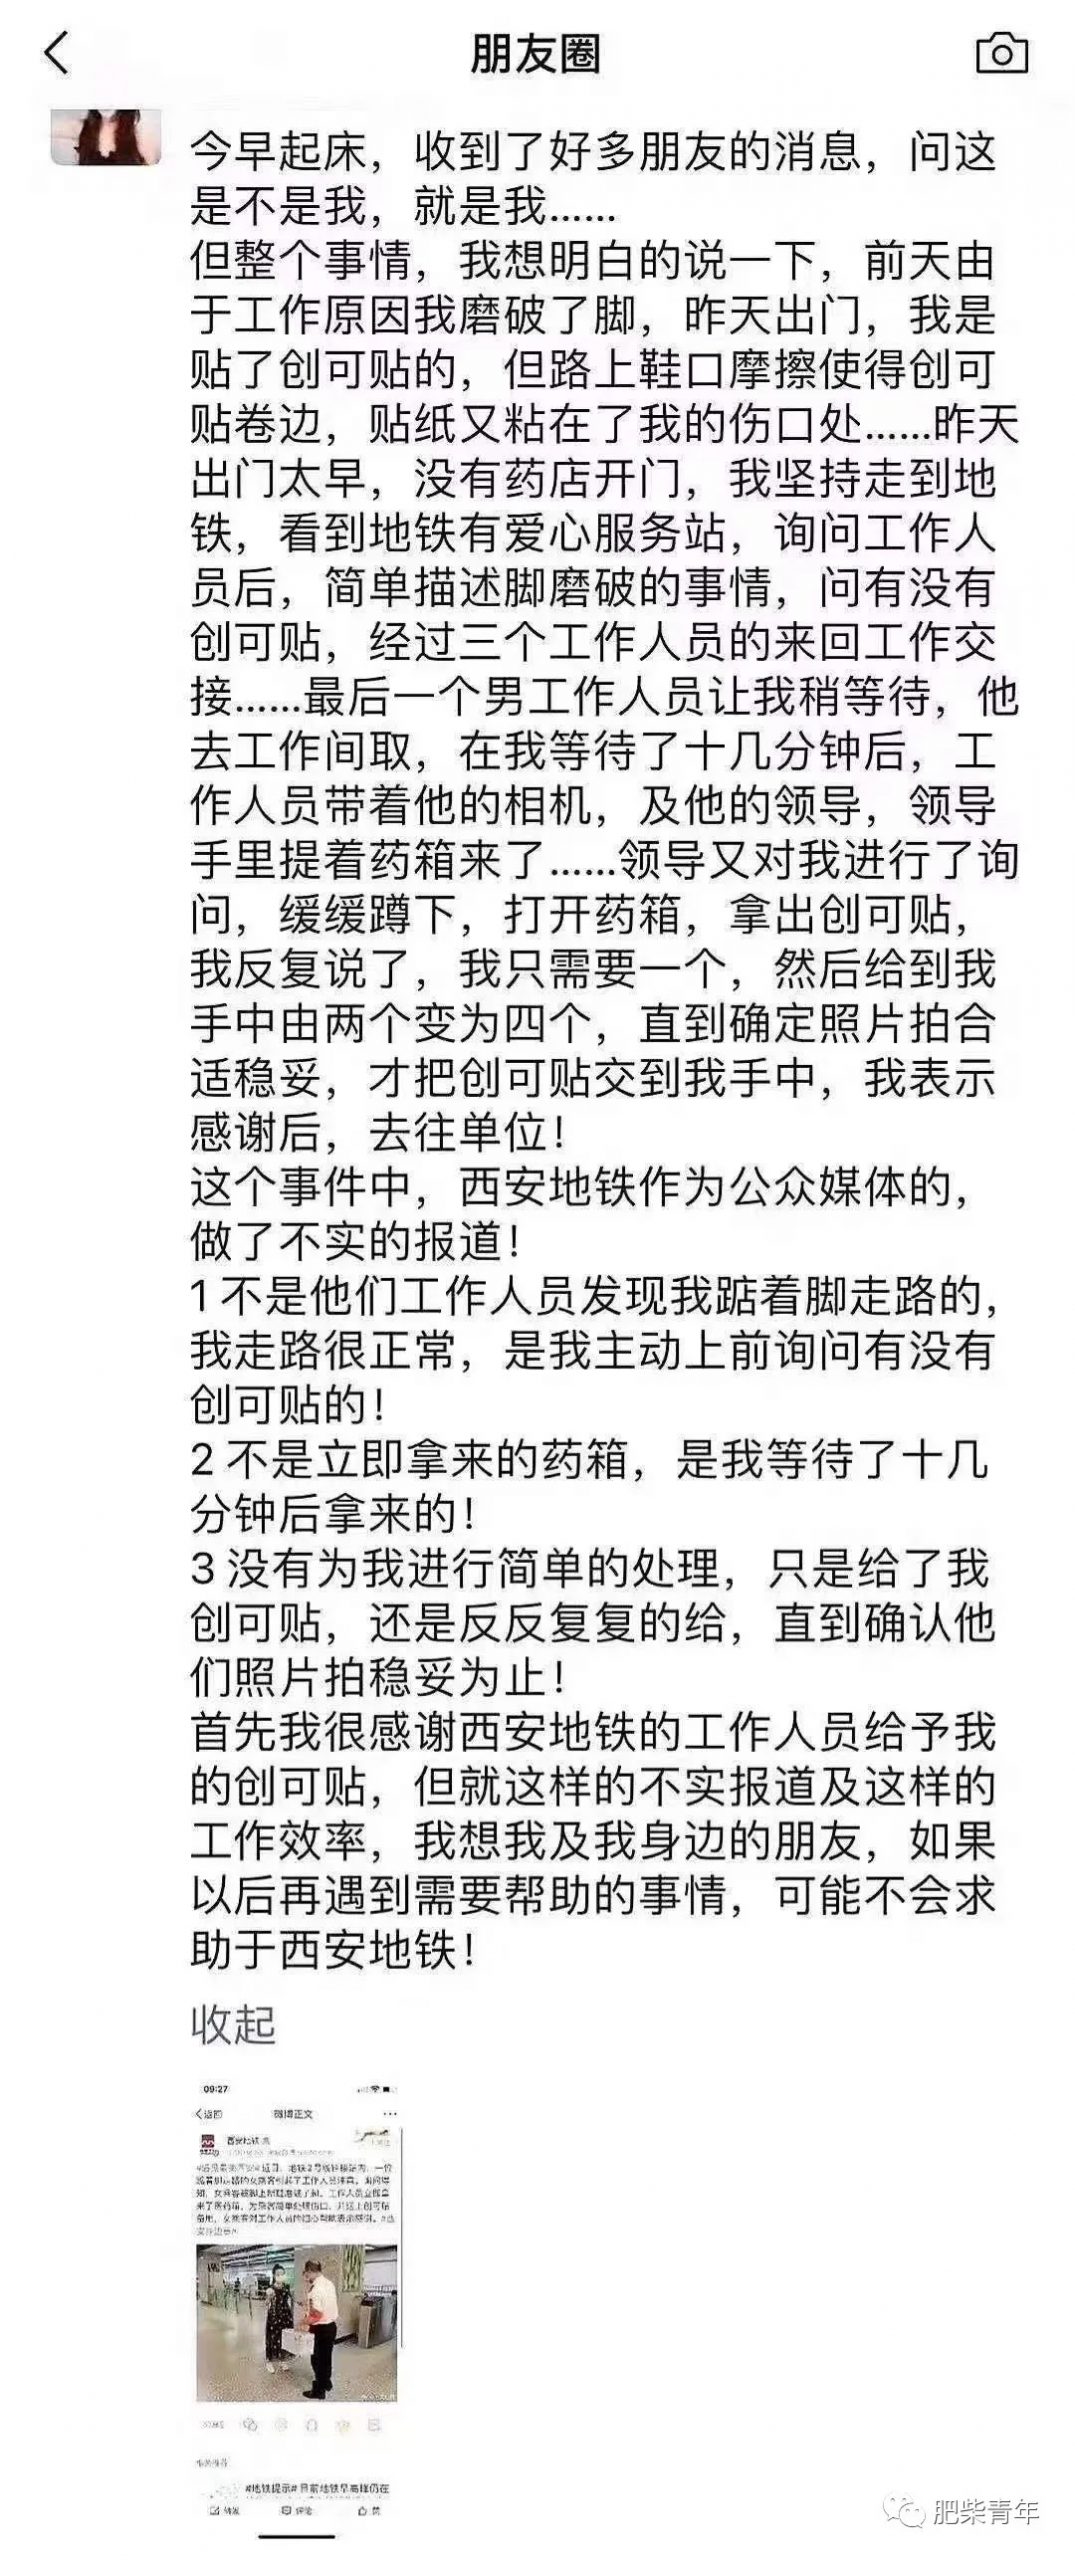 朋友圈
今早起床，收到了好多朋友的消息，问这
是不是我，就是我……
但整个事情，我想明白的说一下，前天由
于工作原因我磨破了脚，昨天出门，我是
贴了创可贴的，但路上鞋口摩擦使得创可
贴卷边，贴纸又粘在了我的伤口处……昨天
出门太早，没有药店开门，我坚持走到地
铁，看到地铁有爱心服务站，询问工作人
员后，简单描述脚磨破的事情，问有没有
创可贴，经过三个工作人员的来回工作交
接……最后一个男工作人员让我稍等待，他
去工作间取，在我等待了十几分钟后，工
作人员带着他的相机，及他的领导，领导
手里提着药箱来了……领导又对我进行了询
问，缓缓蹲下，打开药箱，拿出创可贴，
我反复说了，我只需要一个，然后给到我
手中由两个变为四个，直到确定照片拍合
适稳妥，才把创可贴交到我手中，我表示
感谢后，去往单位！
这个事件中，西安地铁作为公众媒体的，
做了不实的报道！
1 不是他们工作人员发现我踮着脚走路的，
我走路很正常，是我主动上前询问有没有
创可贴的！
2 不是立即拿来的药箱，是我等待了十几
分钟后拿来的！
3 没有为我进行简单的处理，只是给了我
创可贴，还是反反复复的给，直到确认他
们照片拍稳妥为止！
首先我很感谢西安地铁的工作人员给予我
的创可贴，但就这样的不实报道及这样的
工作效率，我想我及我身边的朋友，如果
以后再遇到需要帮助的事情，可能不会求
助于西安地铁！
收起
09:27
返回 微博正文
西安地铁
女乘客对工作人员的
#地铁提示#目前地铁早高峰仍在
转发 评论 赞
肥柴青年